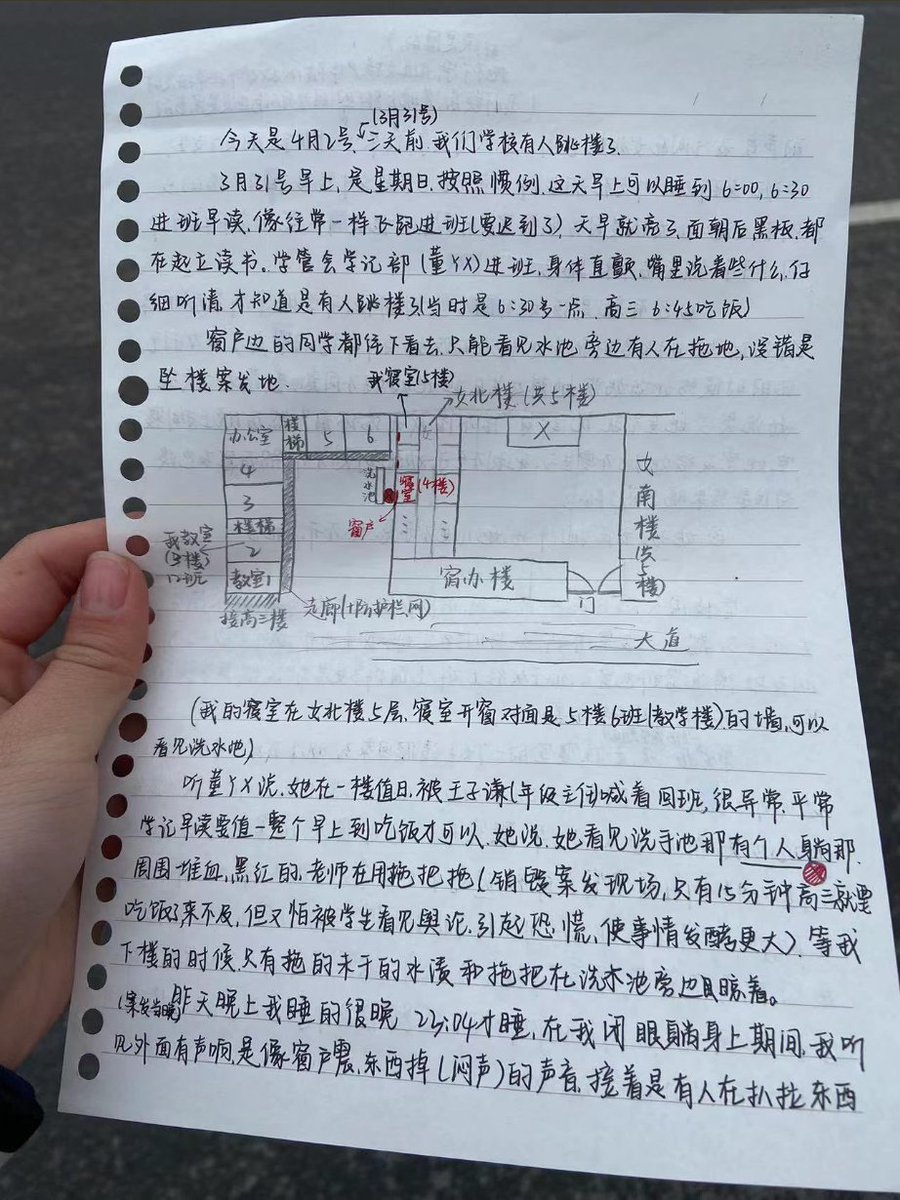 (3月31号)
今天是4月2号,三天前,我们学校有人跳楼了.
3月31号早上,是星期日,按照惯例,这天早上可以睡到6:00,6:30
进班早读,像往常一样飞跑进班(要迟到了),天早就亮了,面朝后黑板,都
在起立读书。学管会学记部(董YX)进班,身体直颤,嘴里说着些什么,仔
细听清,才知道是有人跳楼了(当时是6:30多一点,高三6:45吃饭)
窗户边的同学都往下看去,只能看见水池旁边有人在拖地,没错是
坠楼案发地.
我寝室(5楼)
女北楼(共5楼)
办公室
楼梯
5
6
X
4
洗水池
寝室(4楼)
3
窗户
楼梯
女南楼(共5楼)
我教室(3楼)12班
2
教室1
宿办楼
门
接高三楼
走廊(+防护栏网)
大道
(我的寝室在女北楼5层,寝室开窗对面是5楼6班(教学楼)的墙,可以
看见洗水池)
听董YX说,她在一楼值日,被王子谦(年级主任)喊着回班,很异常,平常
学记早读要值一整个早上到吃饭才可以,她说,她看见洗手池那有个人躺那,
周围堆血,黑红的,老师在用拖把拖(销毁案发现场,只有15分钟高三就要
吃饭了来不及,但又怕被学生看见舆论,引起恐慌,使事情发酵更大),等我
下楼的时候,只有拖的未干的水渍和拖把在洗水池旁边晾着。
(案发当晚)昨天晚上我睡的很晚 23:04才睡,在我闭眼躺身上期间,我听
见外面有声响,是像窗户震,东西掉(闷声)的声音,接着是有人在扒拉东西